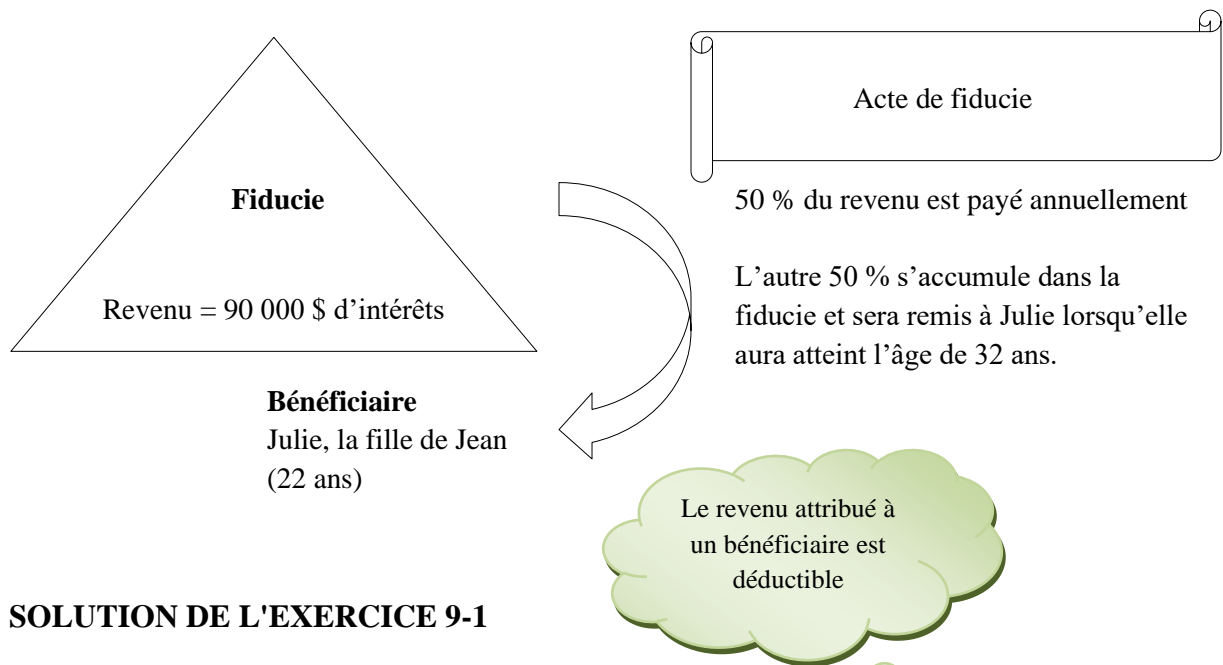 Acte de fiducie
Fiducie
Revenu = 90 000 $ d’intérêts
50 % du revenu est payé annuellement
L’autre 50 % s’accumule dans la
fiducie et sera remis à Julie lorsqu’elle
aura atteint l’âge de 32 ans.
Bénéficiaire
Julie, la fille de Jean
(22 ans)
Le revenu attribué à
un bénéficiaire est
déductible
SOLUTION DE L'EXERCICE 9-1